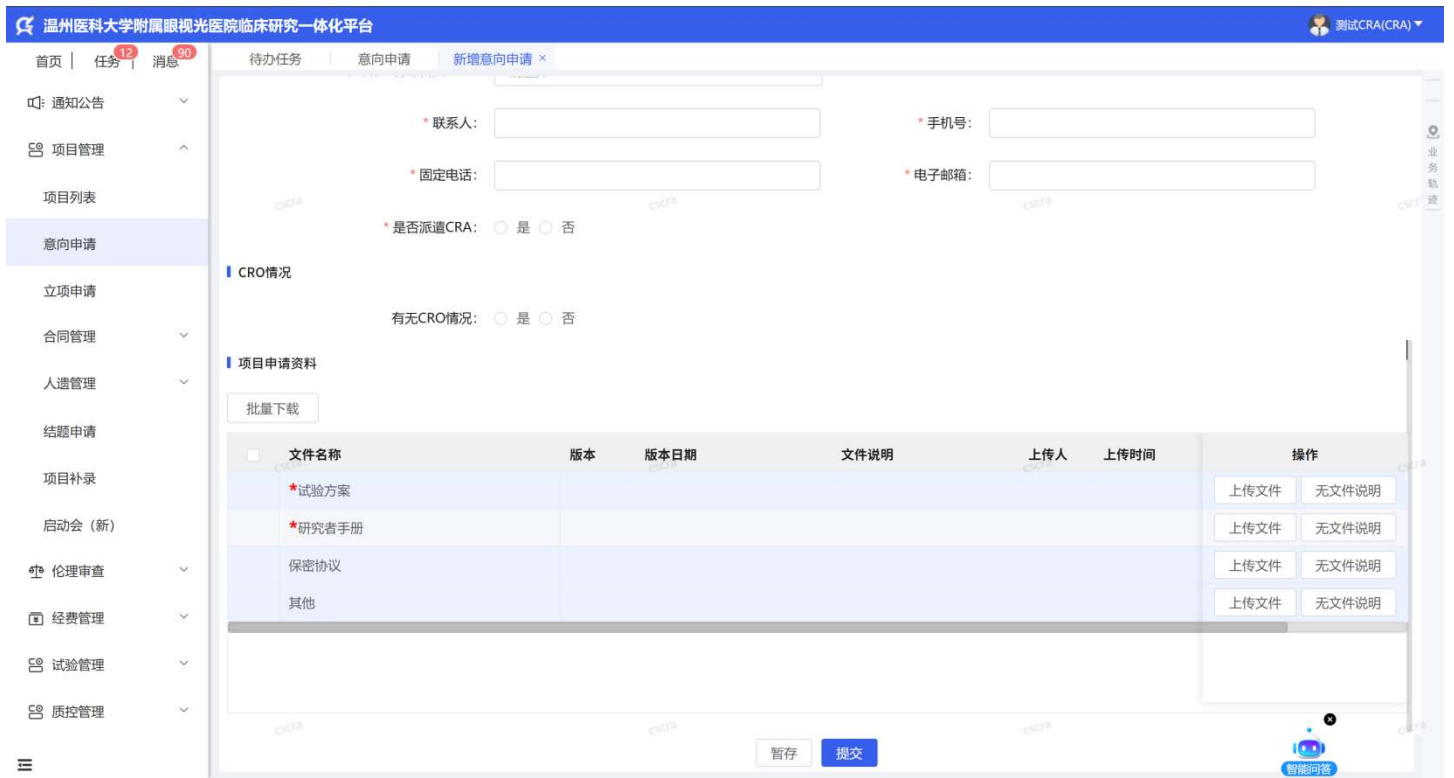 温州医科大学附属眼视光医院临床研究一体化平台
测试CRA(CRA)
首页 任务 12 消息 90
待办任务 意向申请 新增意向申请 ×
通知公告
项目管理
项目列表
意向申请
立项申请
合同管理
人遗管理
结题申请
项目补录
启动会（新）
伦理审查
经费管理
试验管理
质控管理
* 联系人: * 手机号:
* 固定电话: * 电子邮箱:
cscra cscra cscra
* 是否派遣CRA: 是 否
CRO情况
有无CRO情况: 是 否
项目申请资料
批量下载
文件名称 版本 版本日期 文件说明 上传人 上传时间 操作
*试验方案 上传文件 无文件说明
*研究者手册 上传文件 无文件说明
保密协议 上传文件 无文件说明
其他 上传文件 无文件说明
cscra cscra cscra
暂存 提交
智能问答
业务轨迹